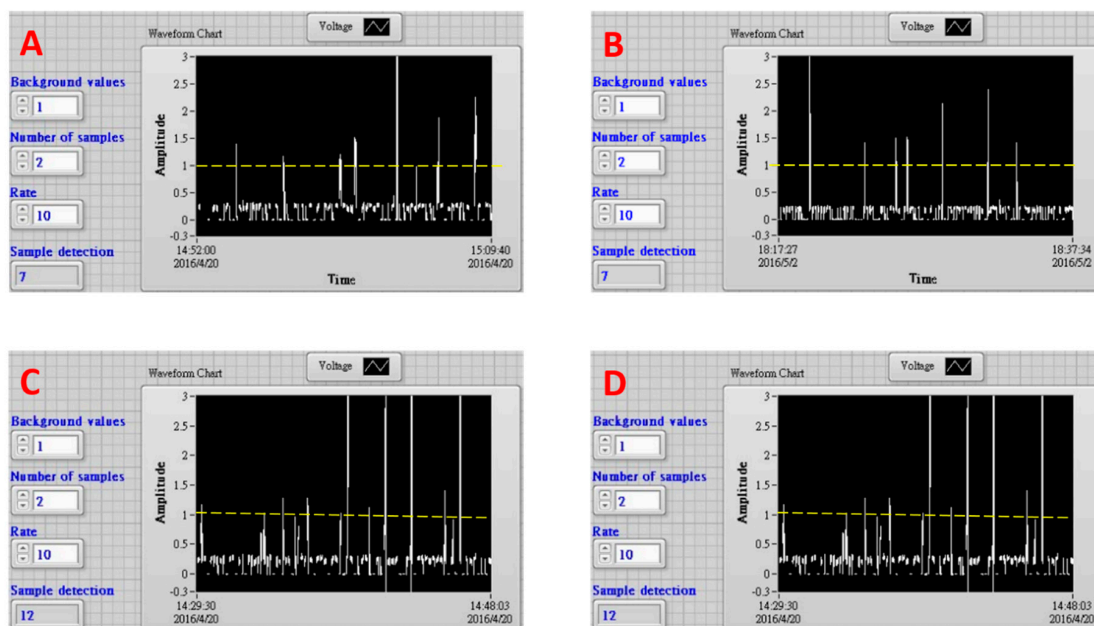 A
Waveform Chart
Voltage
Background values
1
Number of samples
2
Rate
10
Sample detection
7
Amplitude
3
2.5
2
1.5
1
0.5
0
-0.3
14:52:00
2016/4/20
15:09:40
2016/4/20
Time
B
Waveform Chart
Voltage
Background values
1
Number of samples
2
Rate
10
Sample detection
7
Amplitude
3
2.5
2
1.5
1
0.5
0
-0.3
18:17:27
2016/5/2
18:37:34
2016/5/2
Time
C
Waveform Chart
Voltage
Background values
1
Number of samples
2
Rate
10
Sample detection
12
Amplitude
3
2.5
2
1.5
1
0.5
0
-0.3
14:29:30
2016/4/20
14:48:03
2016/4/20
D
Waveform Chart
Voltage
Background values
1
Number of samples
2
Rate
10
Sample detection
12
Amplitude
3
2.5
2
1.5
1
0.5
0
-0.3
14:29:30
2016/4/20
14:48:03
2016/4/20